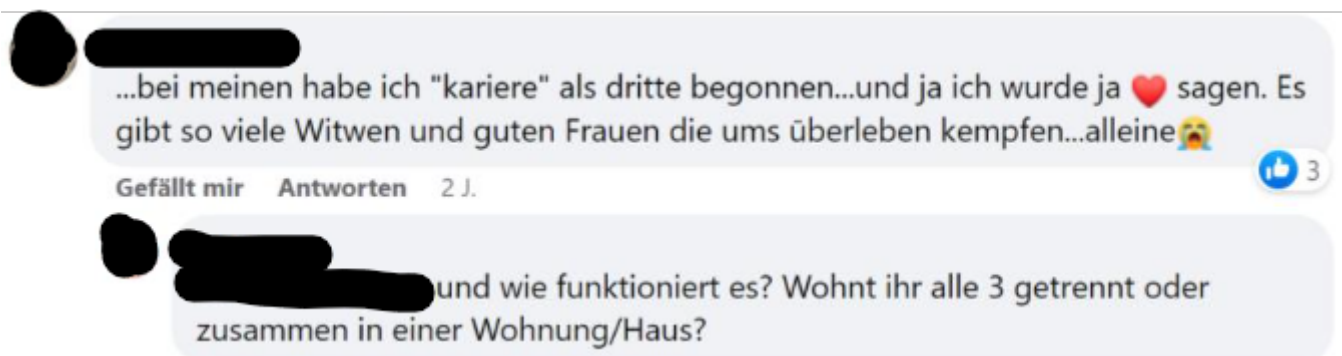 ...bei meinen habe ich "kariere" als dritte begonnen...und ja ich wurde ja ❤️ sagen. Es
gibt so viele Witwen und guten Frauen die ums überleben kempfen...alleine😭
3
Gefällt mir Antworten 2 J.
und wie funktioniert es? Wohnt ihr alle 3 getrennt oder
zusammen in einer Wohnung/Haus?